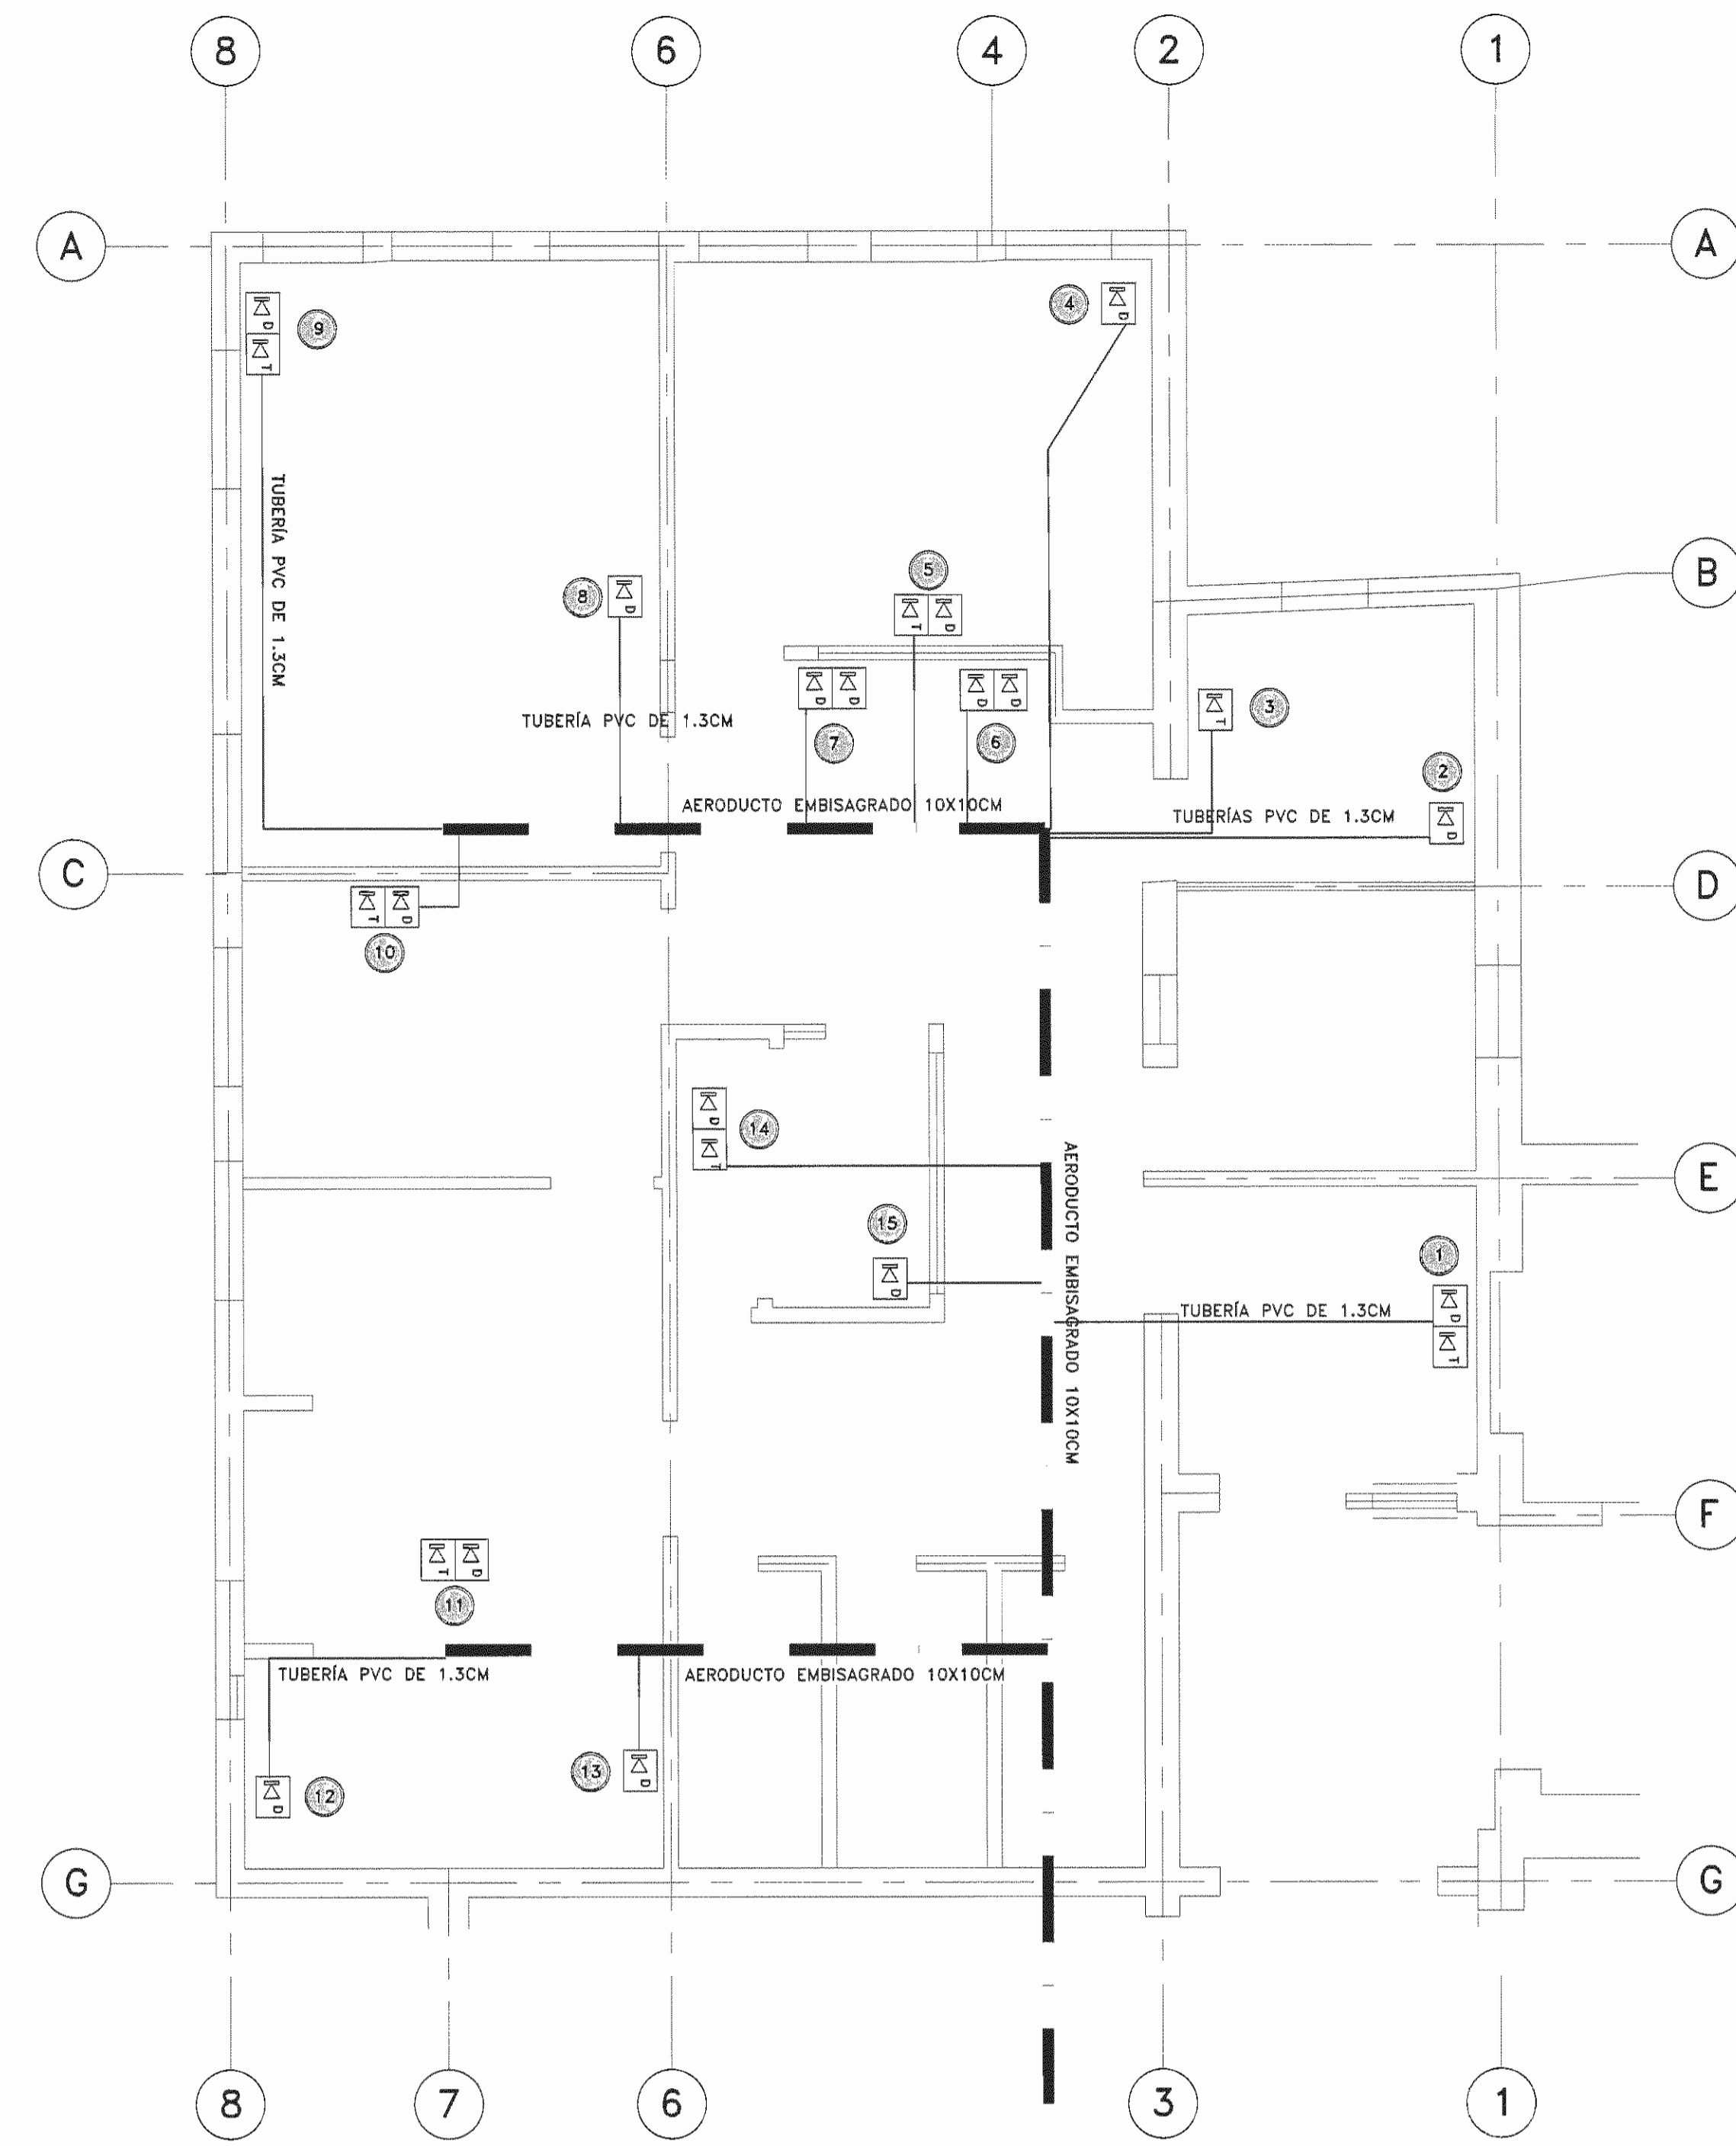 8 6 4 2 1
A A
D
T
9
4
D
B
TUBERÍA PVC DE 1.3CM
8
D
5
T D
D D
7
D D
6
T
3
TUBERÍA PVC DE 1.3CM
2
D
AERODUCTO EMBISAGRADO 10X10CM
TUBERÍAS PVC DE 1.3CM
C
D
T D
10
D
T
14
AERODUCTO EMBISAGRADO 10X10CM
E
15
D
1
D
T
TUBERÍA PVC DE 1.3CM
F
T D
11
TUBERÍA PVC DE 1.3CM
AERODUCTO EMBISAGRADO 10X10CM
13
D
D
12
G G
8 7 6 3 1